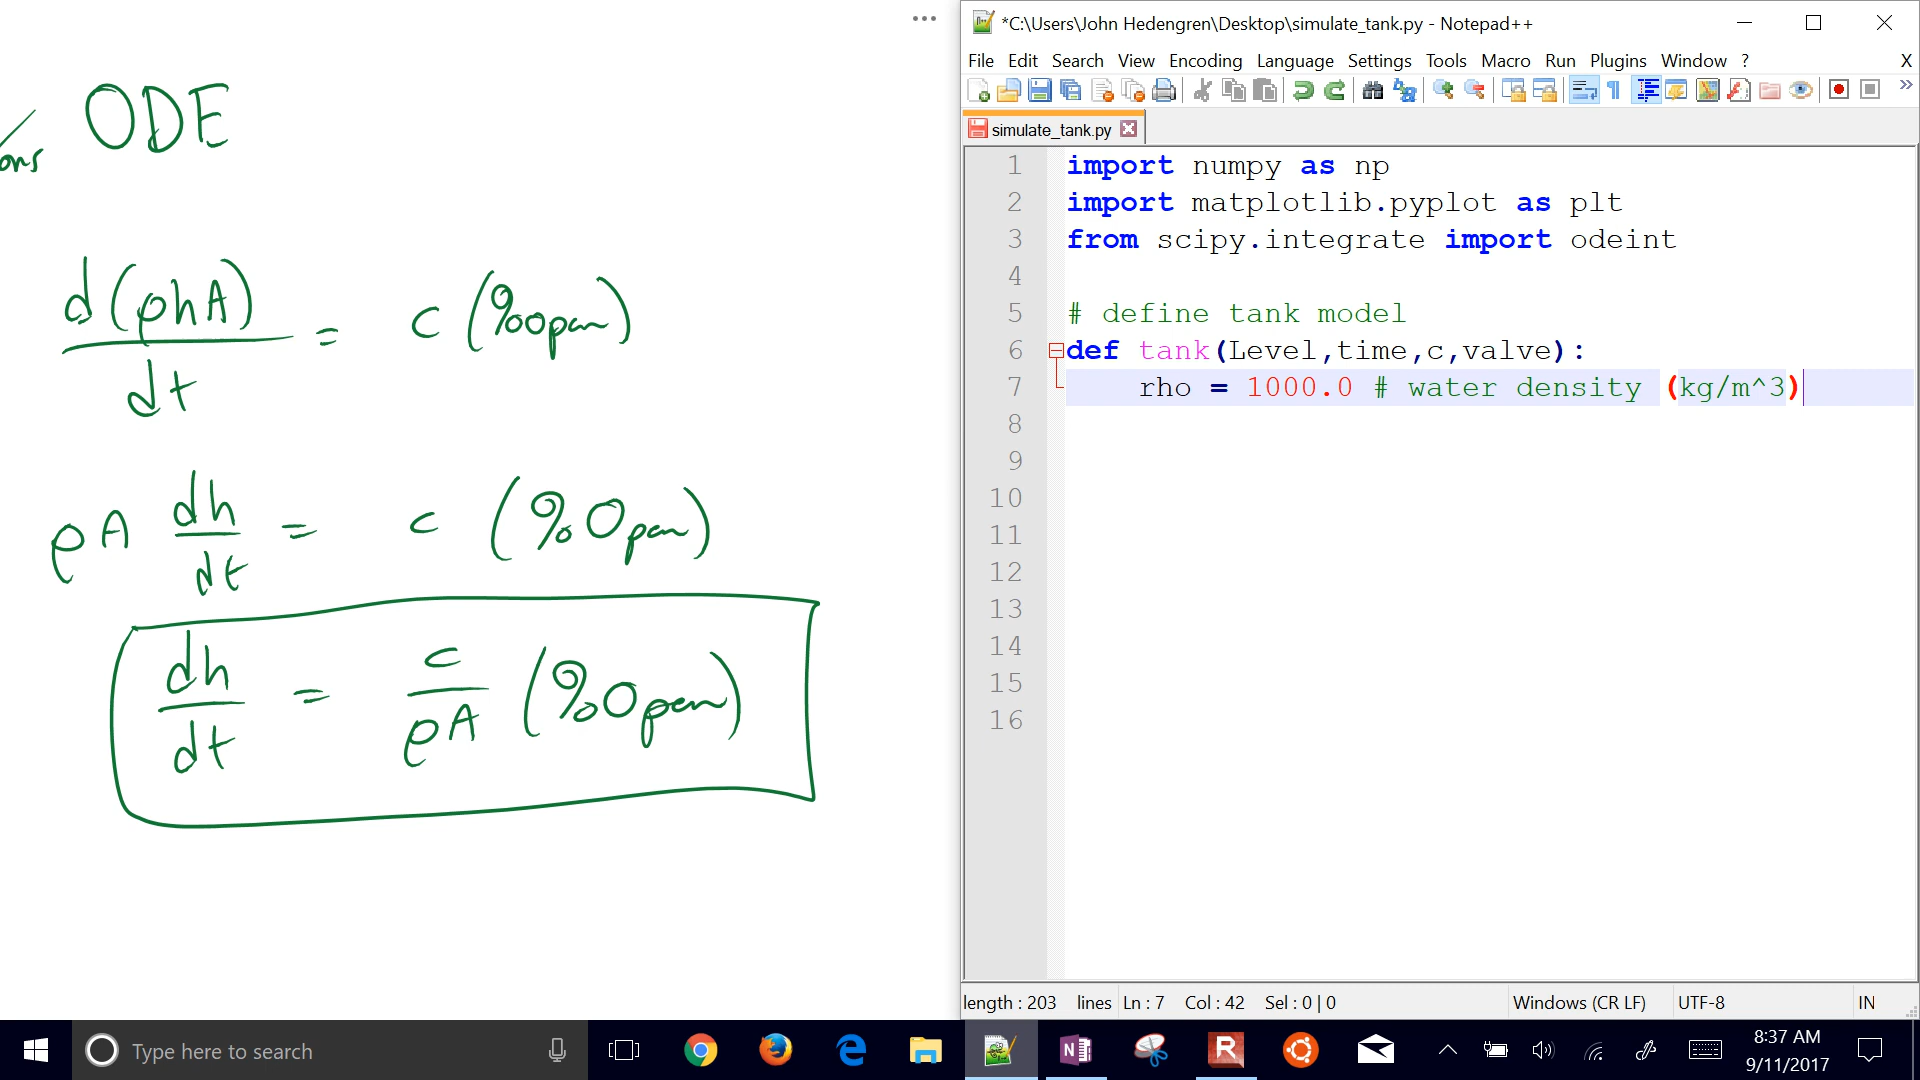 ons ODE
d(ρhA)/dt = c (%open)
ρA dh/dt = c (%Open)
dh/dt = c/ρA (%Open)
*C:\Users\John Hedengren\Desktop\simulate_tank.py - Notepad++
File Edit Search View Encoding Language Settings Tools Macro Run Plugins Window ? X
simulate_tank.py
1 import numpy as np
2 import matplotlib.pyplot as plt
3 from scipy.integrate import odeint
4
5 # define tank model
6 def tank(Level,time,c,valve):
7 rho = 1000.0 # water density (kg/m^3)
8
9
10
11
12
13
14
15
16
length : 203 lines Ln : 7 Col : 42 Sel : 0 | 0 Windows (CR LF) UTF-8 IN
Type here to search
8:37 AM
9/11/2017